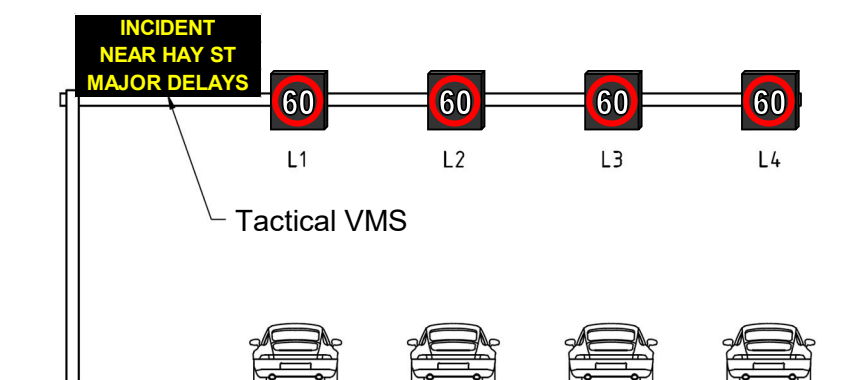 INCIDENT
NEAR HAY ST
MAJOR DELAYS
60 60 60 60
L1 L2 L3 L4
Tactical VMS